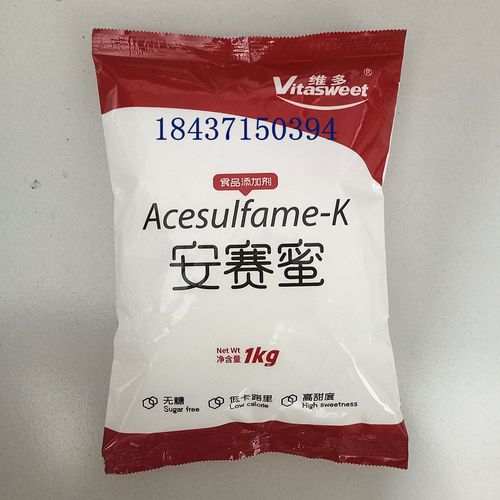 维多®
Vitasweet
18437150394
食品添加剂
Acesulfame-K
安赛蜜
Net Wt
净含量 1kg
无糖 低卡路里 高甜度
Sugar free Low calorie High sweetness